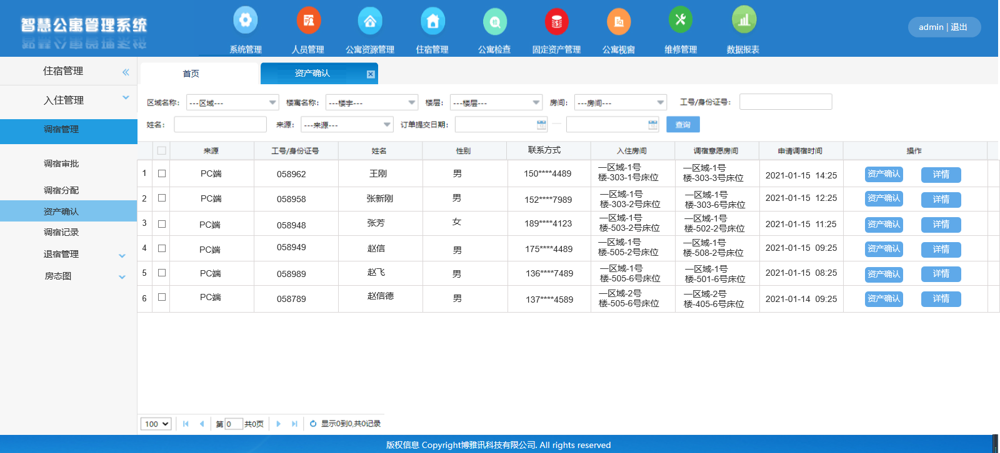 智慧公寓管理系统
系统管理 人员管理 公寓资源管理 住宿管理 公寓检查 固定资产管理 公寓视窗 维修管理 数据报表
admin | 退出
住宿管理
入住管理
调宿管理
调宿审批
调宿分配
资产确认
调宿记录
退宿管理
房态图
首页 资产确认
区域名称: ---区域--- 楼寓名称: ---楼宇--- 楼层: ---楼层--- 房间: ---房间--- 工号/身份证号:
姓名: 来源: ---来源--- 订单提交日期: — 查询
来源 工号/身份证号 姓名 性别 联系方式 入住房间 调宿意愿房间 申请调宿时间 操作
1 PC端 058962 王刚 男 150****4489 一区域-1号楼-303-1号床位 一区域-1号楼-303-3号床位 2021-01-15 14:25 资产确认 详情
2 PC端 058958 张新刚 男 152****7989 一区域-1号楼-303-2号床位 一区域-1号楼-303-6号床位 2021-01-15 12:25 资产确认 详情
3 PC端 058948 张芳 女 189****4123 一区域-1号楼-503-2号床位 一区域-1号楼-502-2号床位 2021-01-15 11:25 资产确认 详情
4 PC端 058949 赵信 男 175****4489 一区域-1号楼-505-2号床位 一区域-1号楼-508-2号床位 2021-01-15 09:25 资产确认 详情
5 PC端 058989 赵飞 男 136****7489 一区域-1号楼-505-6号床位 一区域-1号楼-501-6号床位 2021-01-15 08:25 资产确认 详情
6 PC端 058789 赵信德 男 137****4589 一区域-2号楼-505-6号床位 一区域-2号楼-405-6号床位 2021-01-14 09:25 资产确认 详情
100 第 0 共0页 显示0到0,共0记录
版权信息 Copyright博雅讯科技有限公司. All rights reserved